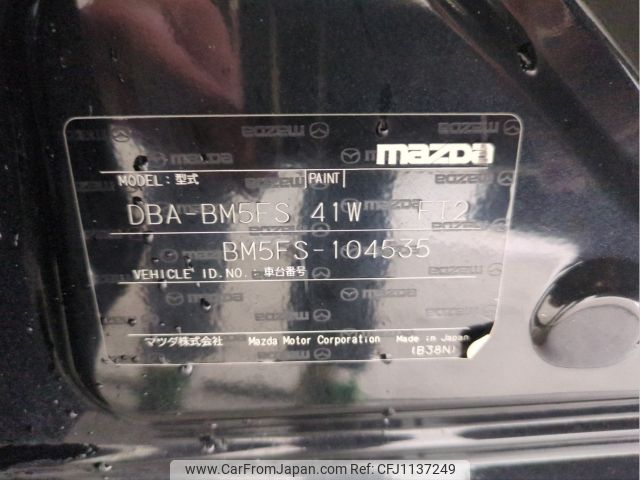 mazda
MODEL: 型式 PAINT
DBA-BM5FS 41W FT2
BM5FS-104535
VEHICLE ID.NO.: 車台番号
マツダ株式会社 Mazda Motor Corporation Made in Japan
(B38N)
www.CarFromJapan.com | Ref No. CFJ1137249